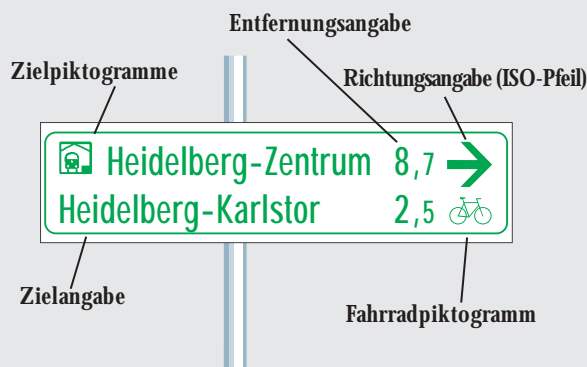 Entfernungsangabe
Zielpiktogramme
Richtungsangabe (ISO-Pfeil)
Heidelberg-Zentrum 8,7
Heidelberg-Karlstor 2,5
Zielangabe
Fahrradpiktogramm